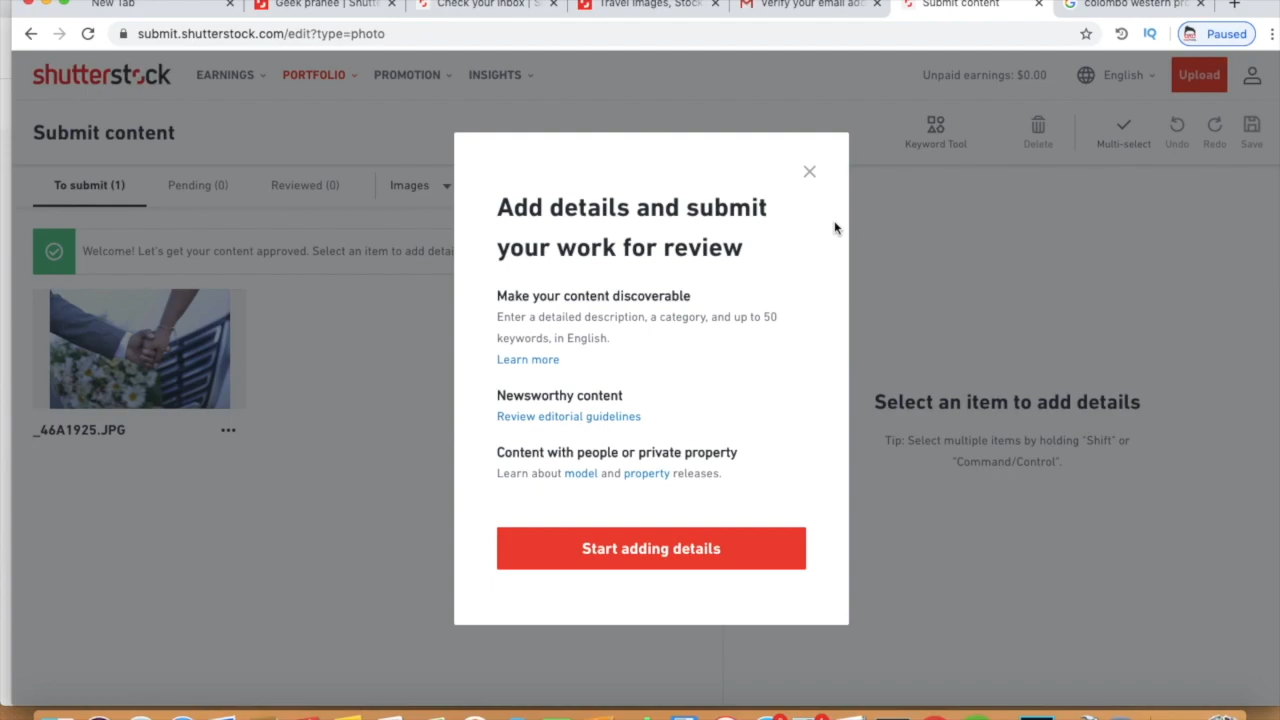 New Tab
Geek pranee | Shutte
Check your inbox | S
Travel Images, Stock
Verify your email add
Submit content
colombo western pro
submit.shutterstock.com/edit?type=photo
IQ
Paused
shutterstock
EARNINGS
PORTFOLIO
PROMOTION
INSIGHTS
Unpaid earnings: $0.00
English
Upload
Submit content
Keyword Tool
Delete
Multi-select
Undo
Redo
Save
To submit (1)
Pending (0)
Reviewed (0)
Images
Welcome! Let's get your content approved. Select an item to add detai
_46A1925.JPG
Add details and submit
your work for review
Make your content discoverable
Enter a detailed description, a category, and up to 50
keywords, in English.
Learn more
Newsworthy content
Review editorial guidelines
Content with people or private property
Learn about model and property releases.
Start adding details
Select an item to add details
Tip: Select multiple items by holding "Shift" or
"Command/Control".